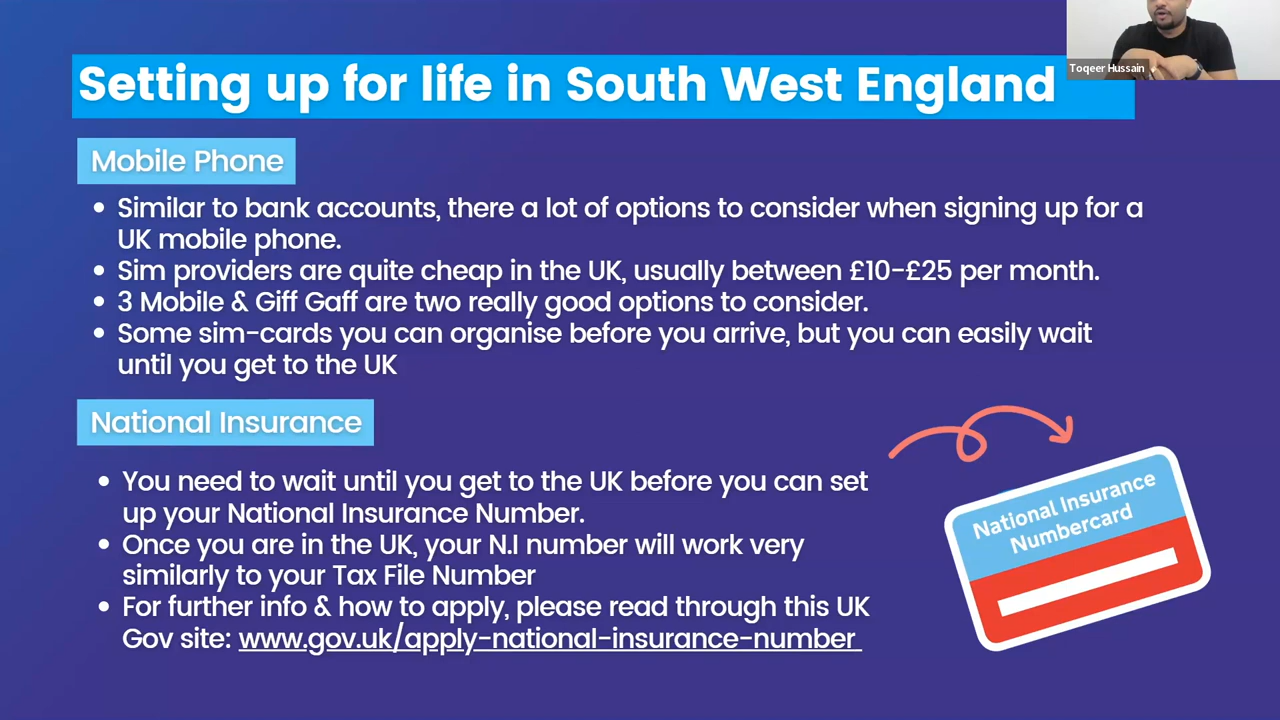 Setting up for life in South West England
Toqeer Hussain
Mobile Phone
• Similar to bank accounts, there a lot of options to consider when signing up for a
UK mobile phone.
• Sim providers are quite cheap in the UK, usually between £10-£25 per month.
• 3 Mobile & Giff Gaff are two really good options to consider.
• Some sim-cards you can organise before you arrive, but you can easily wait
until you get to the UK
National Insurance
• You need to wait until you get to the UK before you can set
up your National Insurance Number.
• Once you are in the UK, your N.I number will work very
similarly to your Tax File Number
• For further info & how to apply, please read through this UK
Gov site: www.gov.uk/apply-national-insurance-number
National Insurance
Numbercard